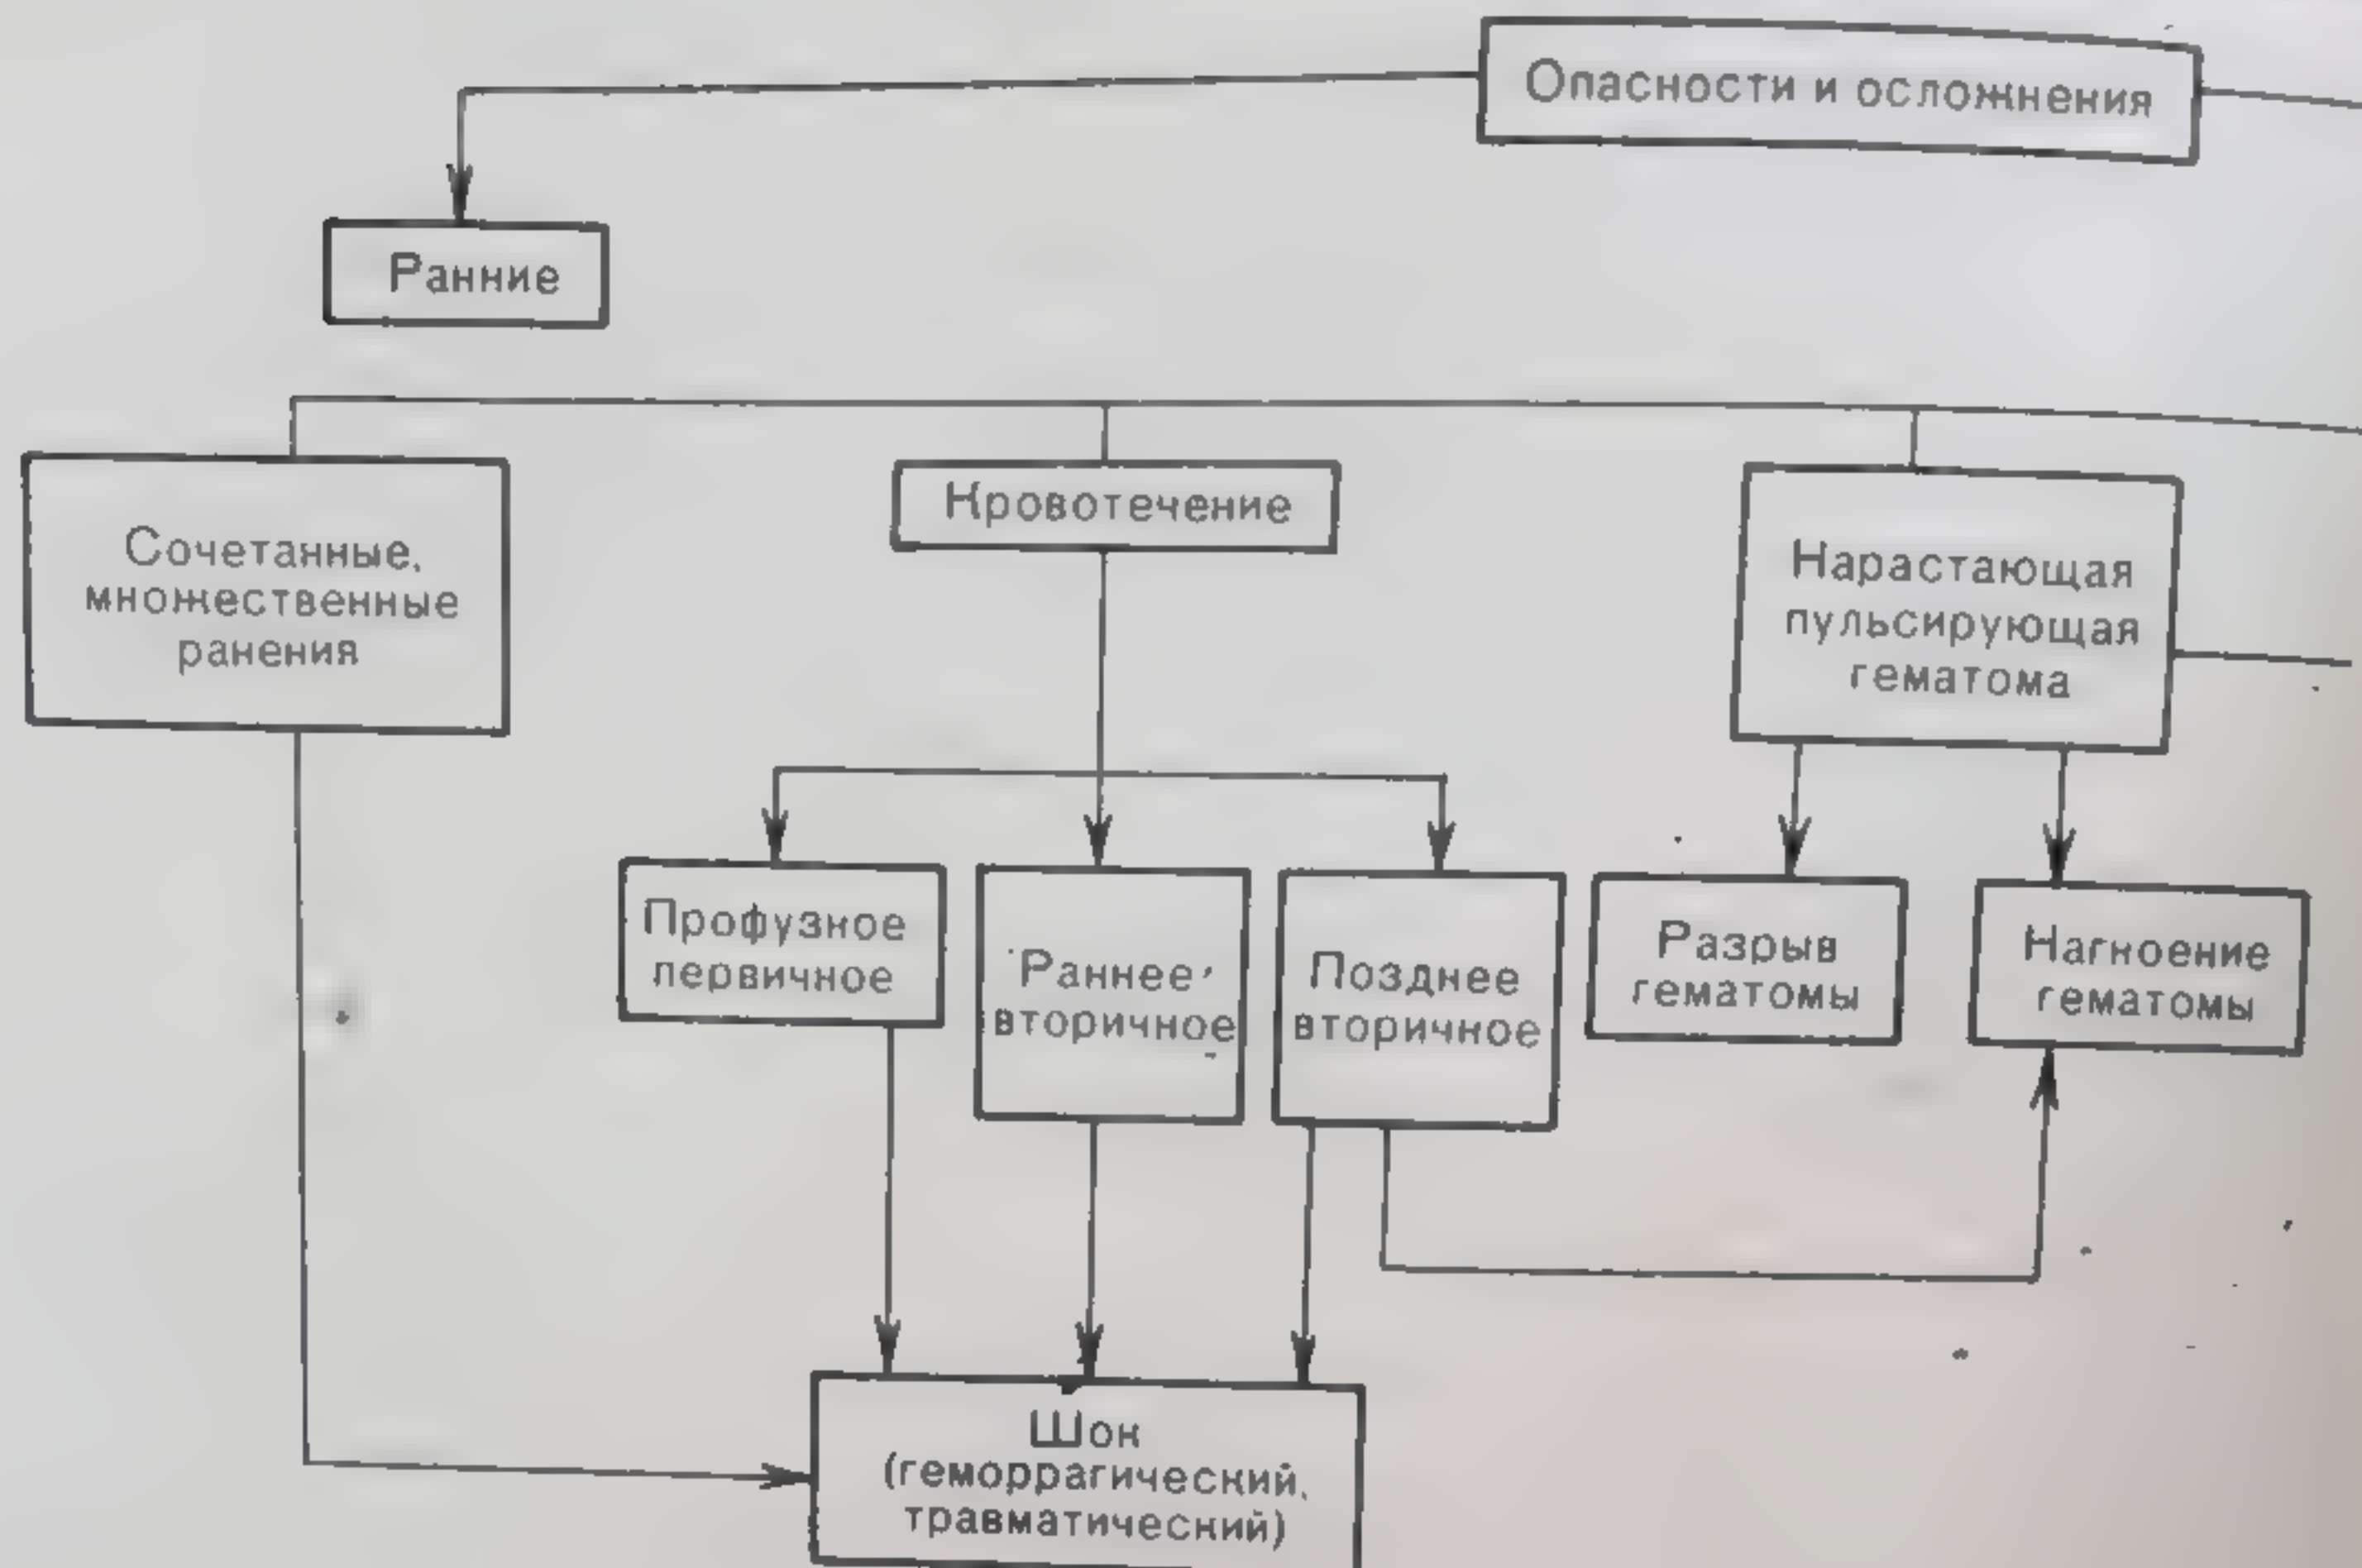 Опасности и осложнения
Ранние
Сочетанные,
множественные
ранения
Кровотечение
Нарастающая
пульсирующая
гематома
Профузное
первичное
Раннее
вторичное
Позднее
вторичное
Разрыв
гематомы
Нагноение
гематомы
Шок
(геморрагический,
травматический)